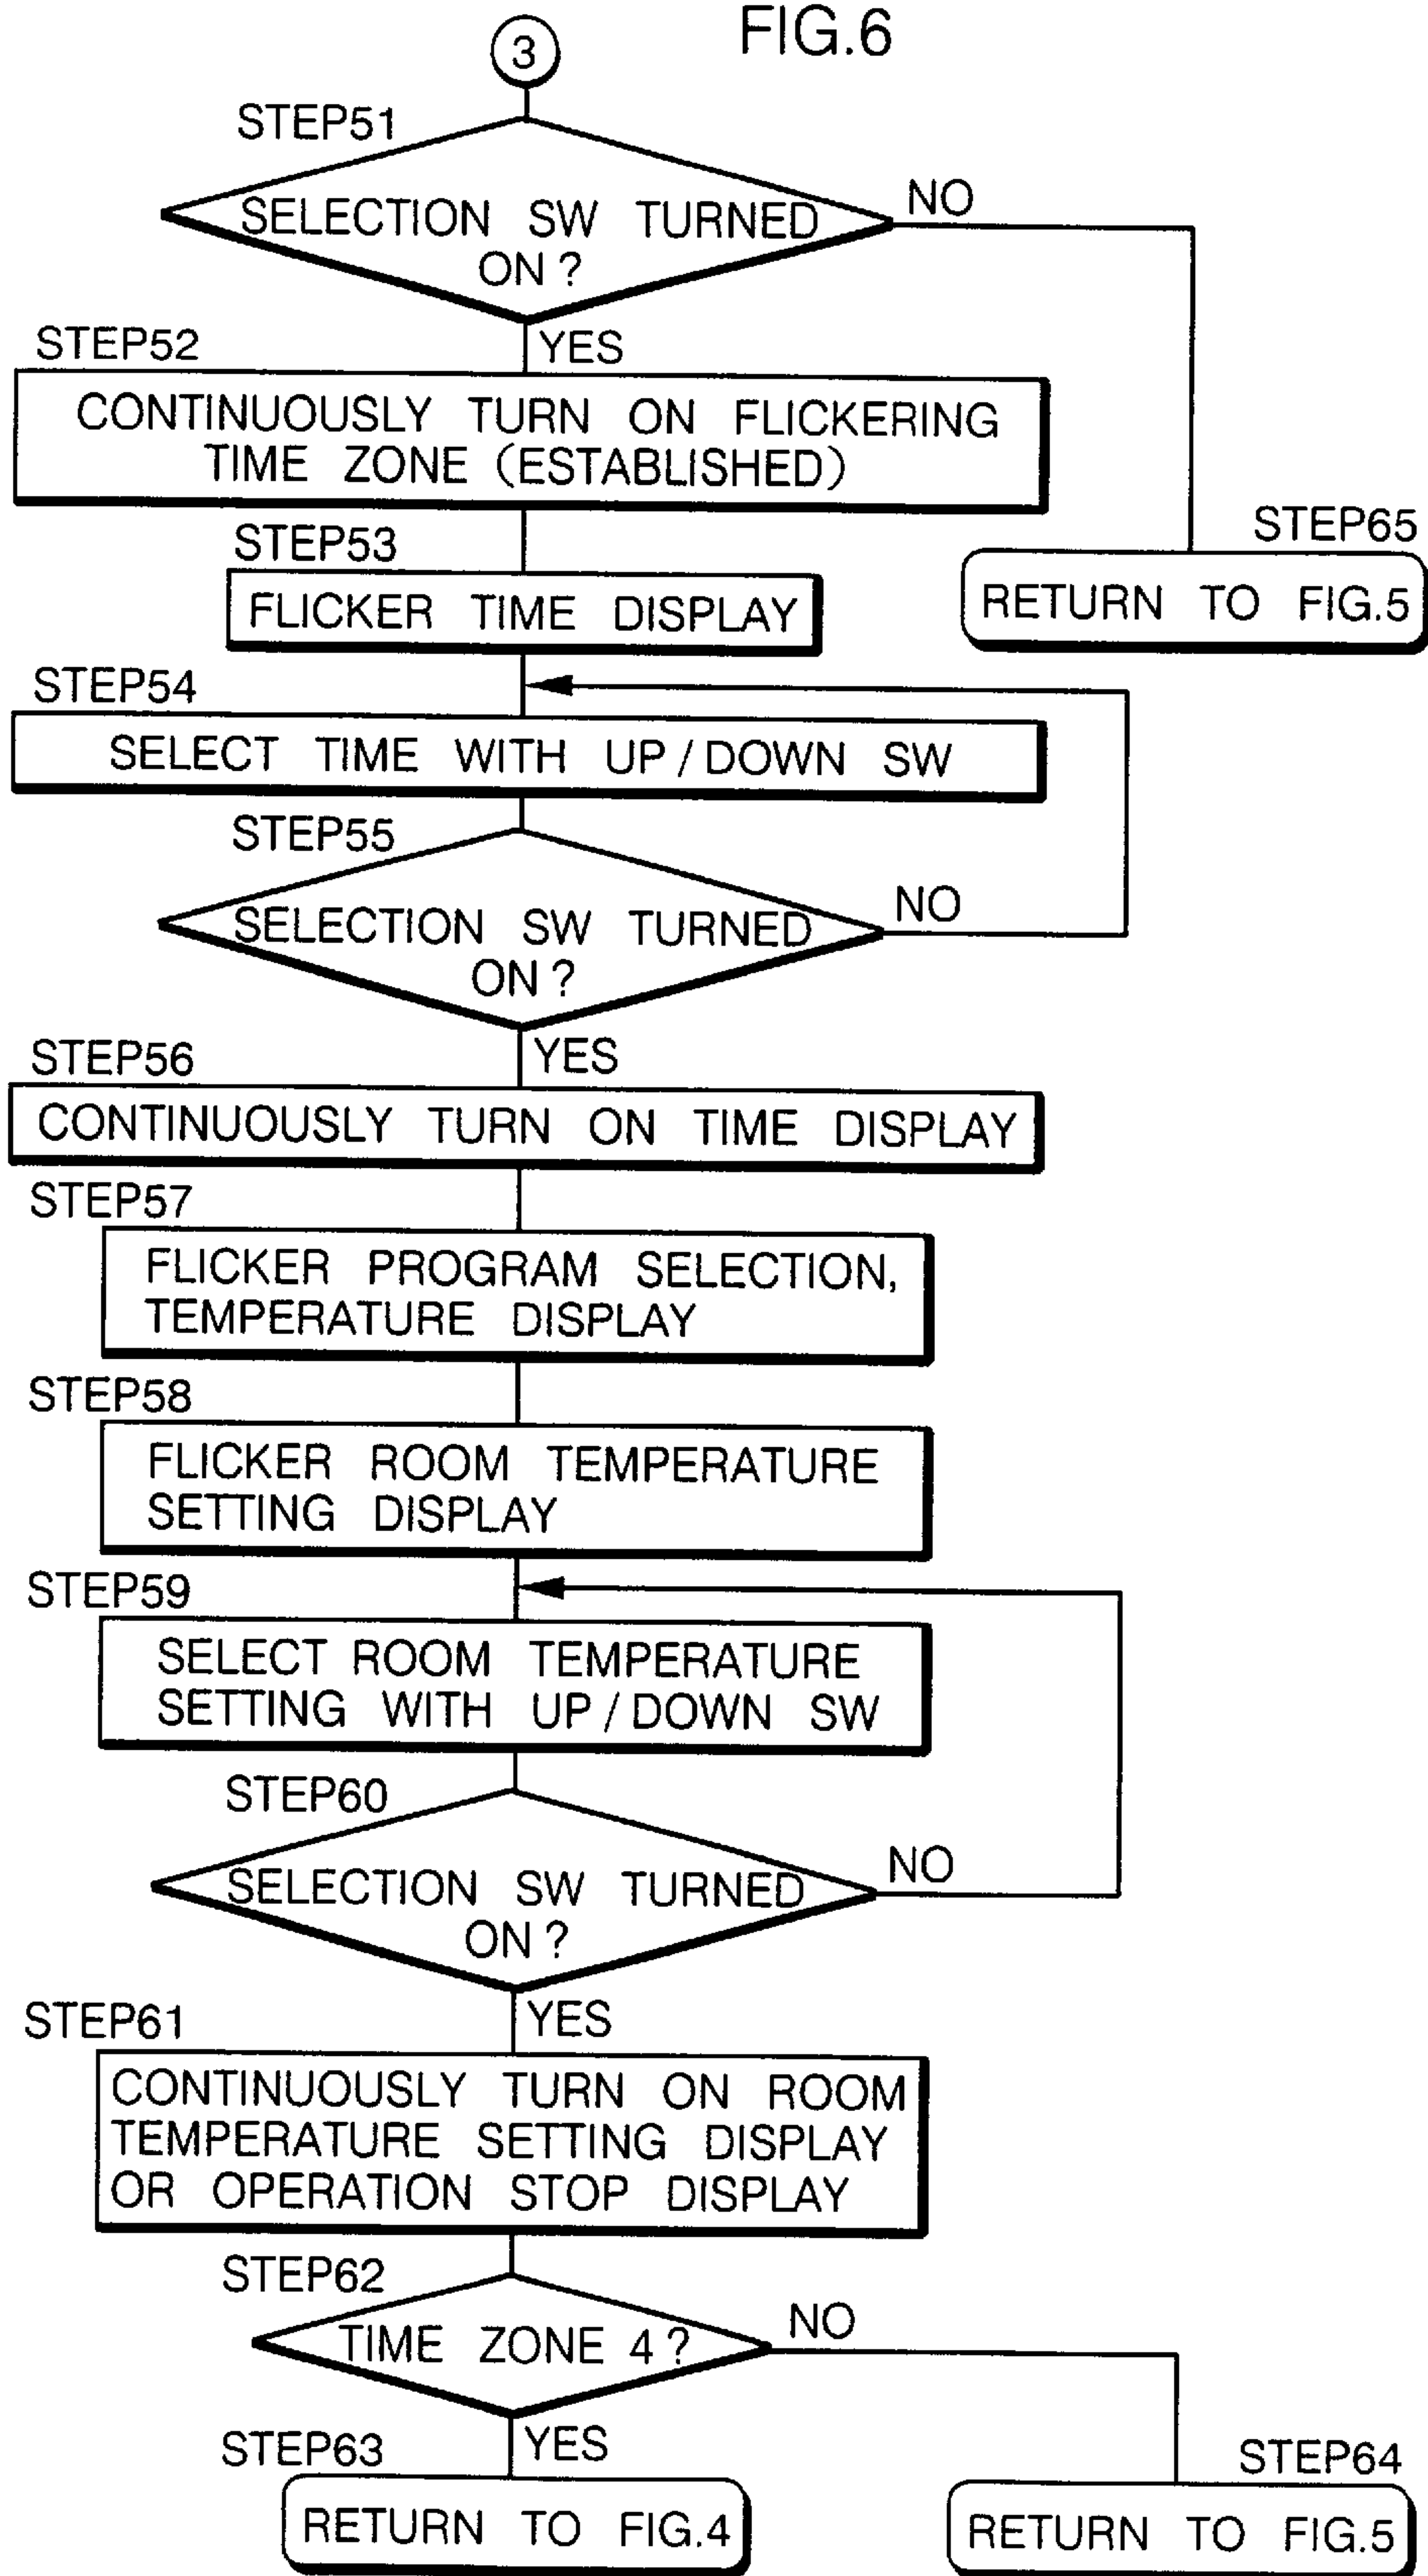 FIG.6
3
STEP51
SELECTION SW TURNED
ON?
NO
YES
STEP52
CONTINUOUSLY TURN ON FLICKERING
TIME ZONE (ESTABLISHED)
STEP53
FLICKER TIME DISPLAY
STEP65
RETURN TO FIG.5
STEP54
SELECT TIME WITH UP/DOWN SW
STEP55
SELECTION SW TURNED
ON?
NO
YES
STEP56
CONTINUOUSLY TURN ON TIME DISPLAY
STEP57
FLICKER PROGRAM SELECTION,
TEMPERATURE DISPLAY
STEP58
FLICKER ROOM TEMPERATURE
SETTING DISPLAY
STEP59
SELECT ROOM TEMPERATURE
SETTING WITH UP/DOWN SW
STEP60
SELECTION SW TURNED
ON?
NO
YES
STEP61
CONTINUOUSLY TURN ON ROOM
TEMPERATURE SETTING DISPLAY
OR OPERATION STOP DISPLAY
STEP62
TIME ZONE 4?
NO
YES
STEP63
RETURN TO FIG.4
STEP64
RETURN TO FIG.5